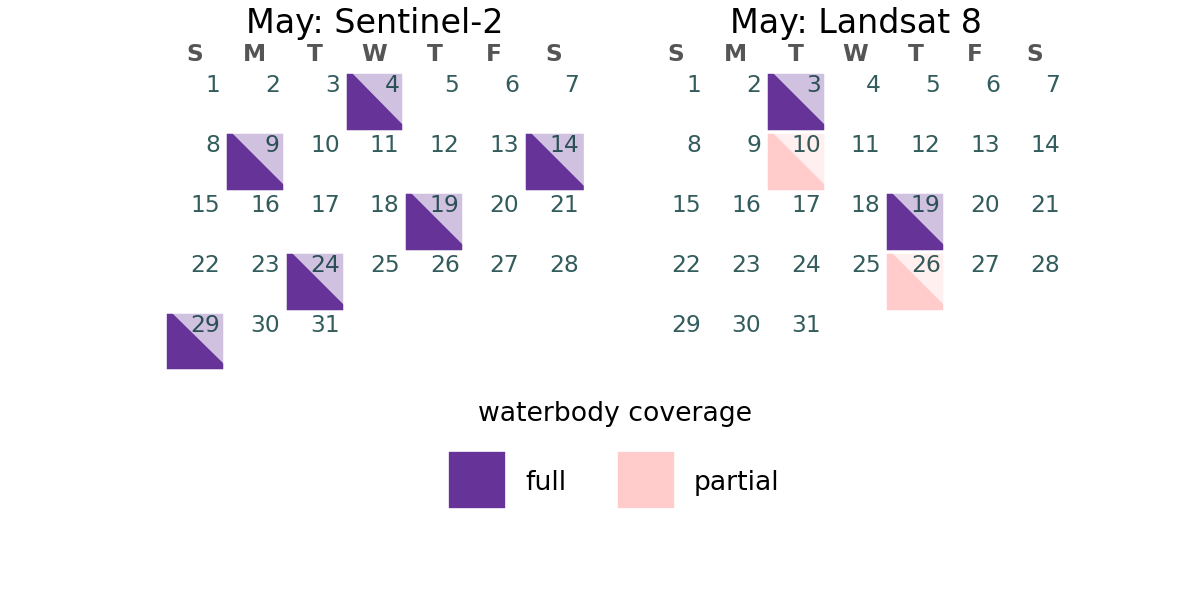 May: Sentinel-2
S M T W T F S
1 2 3 4 5 6 7
8 9 10 11 12 13 14
15 16 17 18 19 20 21
22 23 24 25 26 27 28
29 30 31
May: Landsat 8
S M T W T F S
1 2 3 4 5 6 7
8 9 10 11 12 13 14
15 16 17 18 19 20 21
22 23 24 25 26 27 28
29 30 31
waterbody coverage
full partial